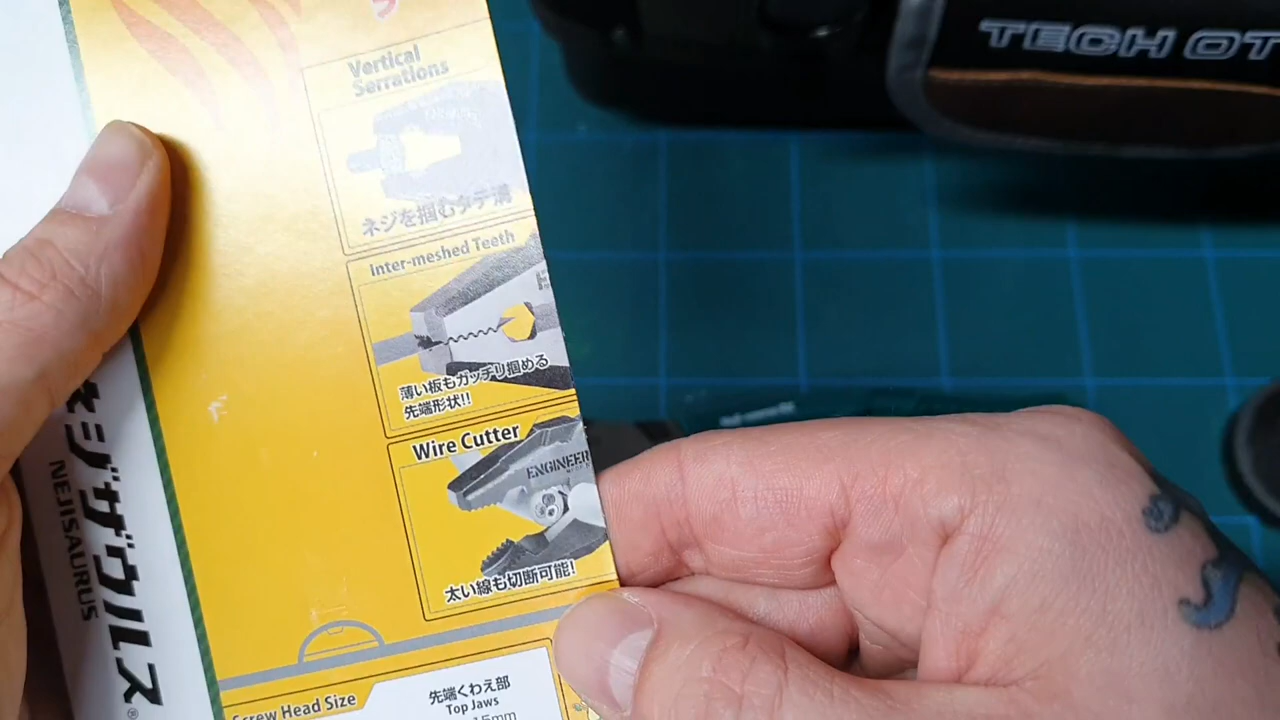 TECH OT
Vertical
Serrations
ネジを掴むタテ溝
Inter-meshed Teeth
薄い板もガッチリ掴める
先端形状!!
Wire Cutter
ENGINEER
太い線も切断可能!
ネジザウルス
NEJISAURUS
Screw Head Size
先端くわえ部
Top Jaws